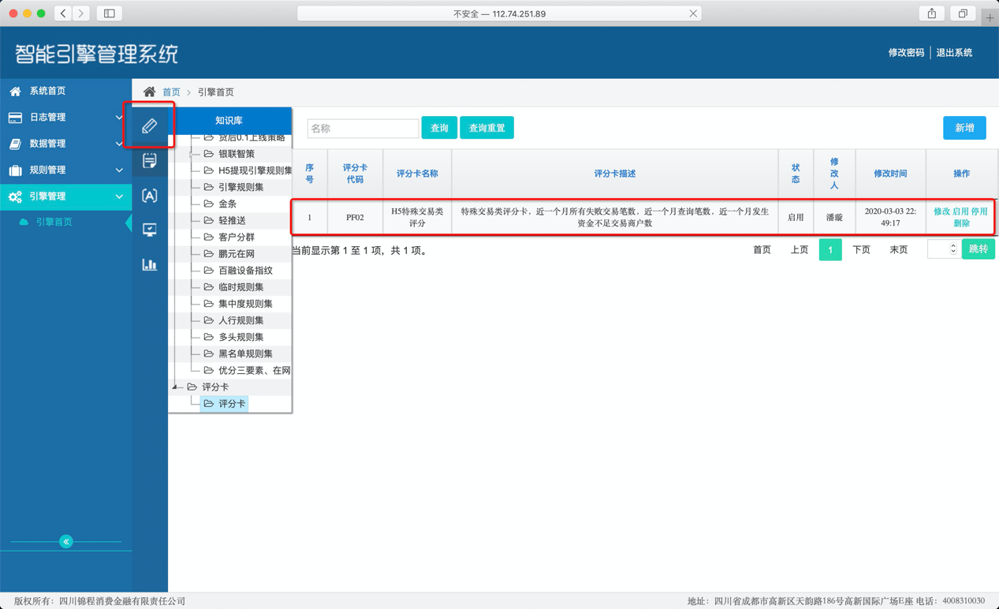 不安全 — 112.74.251.89
智能引擎管理系统
修改密码
退出系统
系统首页
日志管理
数据管理
规则管理
引擎管理
引擎首页
首页 > 引擎首页
知识库
贷后0.1上线策略
银联智策
H5提现引擎规则集
引擎规则集
金条
轻推送
客户分群
鹏元在网
百融设备指纹
临时规则集
集中度规则集
人行规则集
多头规则集
黑名单规则集
优分三要素、在网
评分卡
评分卡
名称
查询
查询重置
新增
序号 评分卡代码 评分卡名称 评分卡描述 状态 修改人 修改时间 操作
1 PF02 H5特殊交易类评分 特殊交易类评分卡，近一个月所有失败交易笔数，近一个月查询笔数，近一个月发生资金不足交易商户数 启用 潘璇 2020-03-03 22:49:17 修改 启用 停用 删除
当前显示第 1 至 1 项，共 1 项。
首页 上页 1 下页 末页 跳转
版权所有：四川锦程消费金融有限责任公司
地址：四川省成都市高新区天韵路186号高新国际广场E座 电话：4008310030